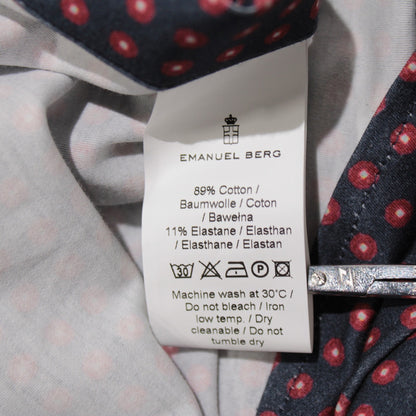 EMANUEL BERG
89% Cotton /
Baumwolle / Coton
/ Bawełna
11% Elastane / Elasthan
/ Elasthane / Elastan
30 P
Machine wash at 30°C /
Do not bleach / Iron
low temp. / Dry
cleanable / Do not
tumble dry